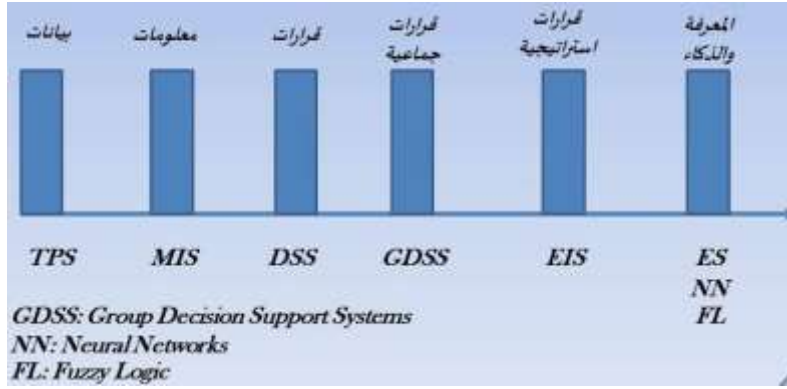 بيانات
معلومات
قرارات
قرارات
جماعية
قرارات
استراتيجية
المعرفة
والذكاء
TPS
MIS
DSS
GDSS
EIS
ES
NN
FL
GDSS: Group Decision Support Systems
NN: Neural Networks
FL: Fuzzy Logic